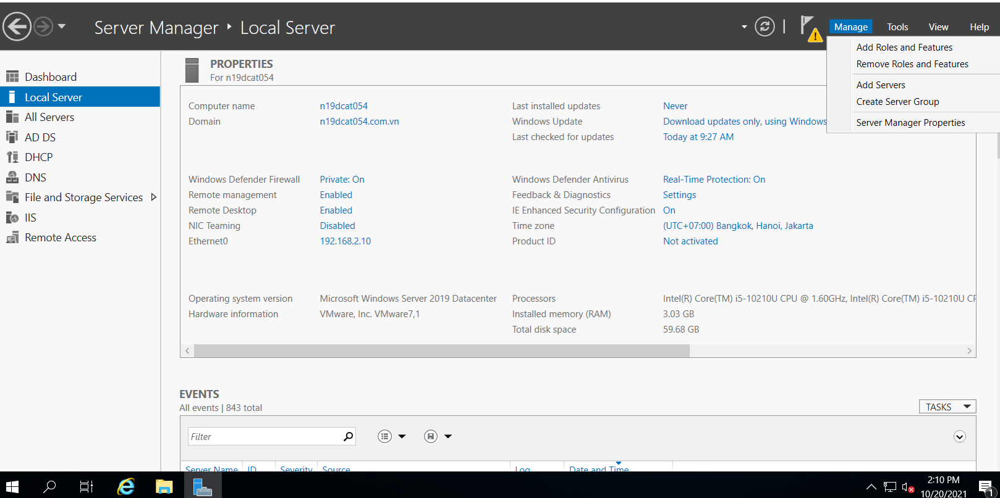 Server Manager ‣ Local Server
Manage Tools View Help
Add Roles and Features
Remove Roles and Features
Add Servers
Create Server Group
Server Manager Properties
Dashboard
Local Server
All Servers
AD DS
DHCP
DNS
File and Storage Services
IIS
Remote Access
PROPERTIES
For n19dcat054
Computer name n19dcat054
Domain n19dcat054.com.vn
Last installed updates Never
Windows Update Download updates only, using Windows
Last checked for updates Today at 9:27 AM
Windows Defender Firewall Private: On
Remote management Enabled
Remote Desktop Enabled
NIC Teaming Disabled
Ethernet0 192.168.2.10
Windows Defender Antivirus Real-Time Protection: On
Feedback & Diagnostics Settings
IE Enhanced Security Configuration On
Time zone (UTC+07:00) Bangkok, Hanoi, Jakarta
Product ID Not activated
Operating system version Microsoft Windows Server 2019 Datacenter
Hardware information VMware, Inc. VMware7,1
Processors Intel(R) Core(TM) i5-10210U CPU @ 1.60GHz, Intel(R) Core(TM) i5-10210U CP
Installed memory (RAM) 3.03 GB
Total disk space 59.68 GB
EVENTS
All events | 843 total
TASKS
Filter
Server Name ID Severity Source Log Date and Time
2:10 PM
10/20/2021
1